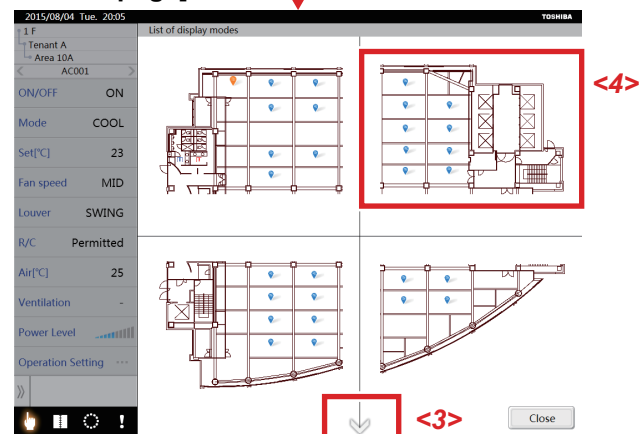 2015/08/04 Tue. 20:05 TOSHIBA
1 F
List of display modes
Tenant A
Area 10A
< AC001 >
ON/OFF ON
Mode COOL
Set[°C] 23
Fan speed MID
Louver SWING
R/C Permitted
Air[°C] 25
Ventilation -
Power Level
Operation Setting ···
<4>
<3>
Close